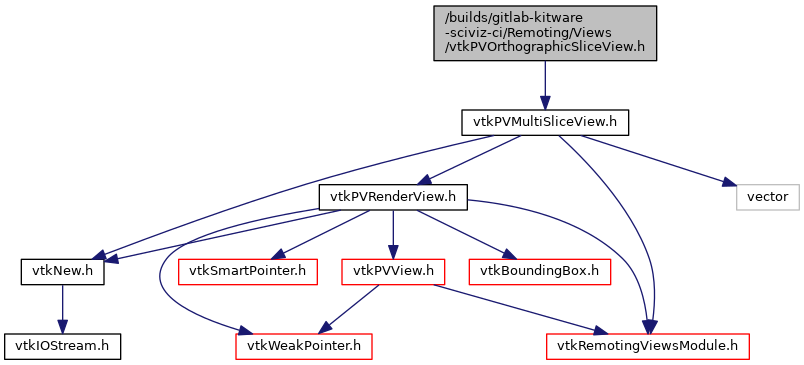 /builds/gitlab-kitware
-sciviz-ci/Remoting/Views
/vtkPVOrthographicSliceView.h
vtkPVMultiSliceView.h
vtkPVRenderView.h
vector
vtkNew.h
vtkSmartPointer.h
vtkPVView.h
vtkBoundingBox.h
vtkIOStream.h
vtkWeakPointer.h
vtkRemotingViewsModule.h